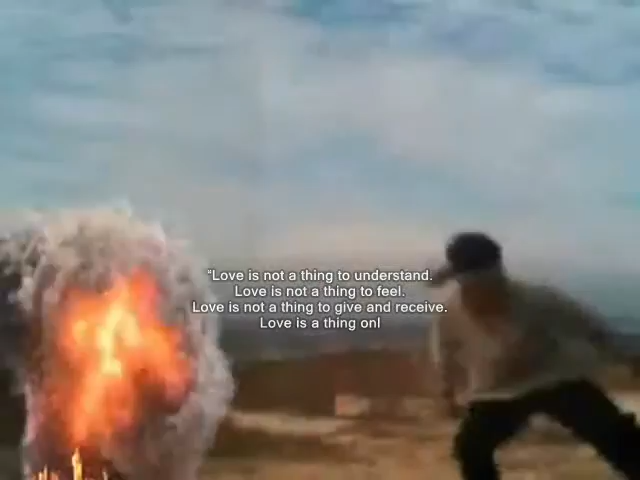 “Love is not a thing to understand.
Love is not a thing to feel.
Love is not a thing to give and receive.
Love is a thing onl